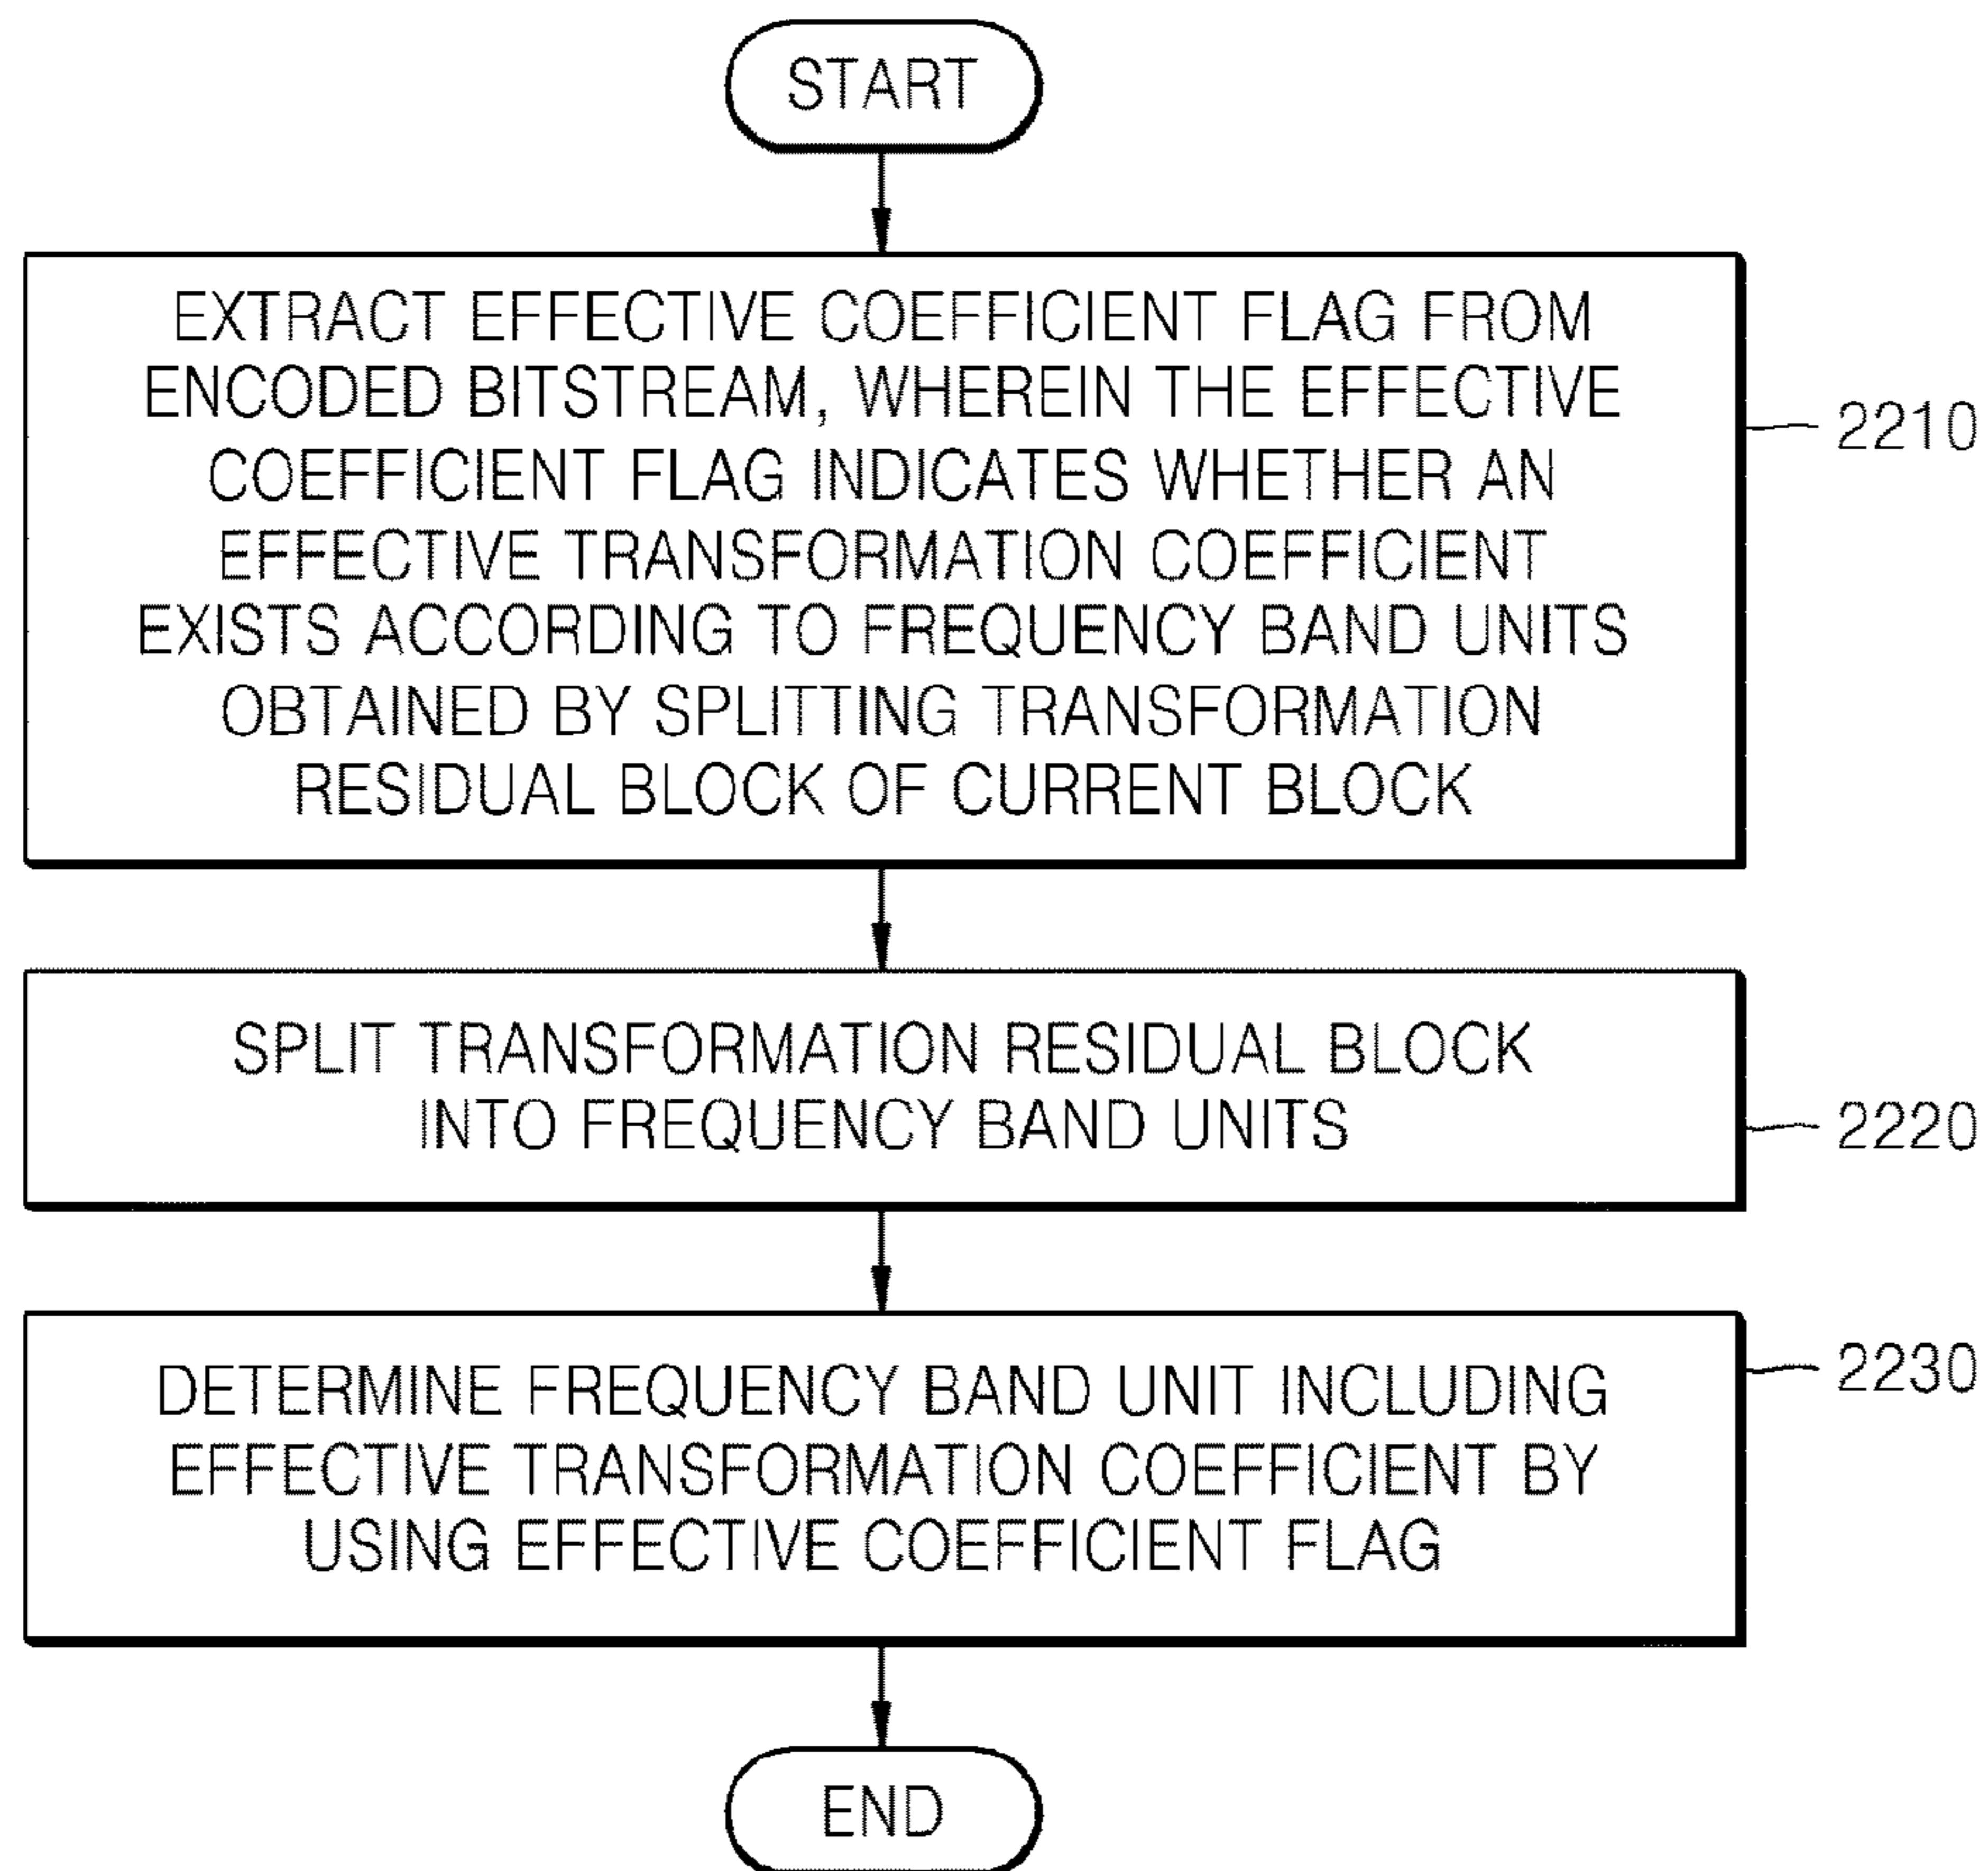 START
EXTRACT EFFECTIVE COEFFICIENT FLAG FROM
ENCODED BITSTREAM, WHEREIN THE EFFECTIVE
COEFFICIENT FLAG INDICATES WHETHER AN
EFFECTIVE TRANSFORMATION COEFFICIENT
EXISTS ACCORDING TO FREQUENCY BAND UNITS
OBTAINED BY SPLITTING TRANSFORMATION
RESIDUAL BLOCK OF CURRENT BLOCK
2210
SPLIT TRANSFORMATION RESIDUAL BLOCK
INTO FREQUENCY BAND UNITS
2220
DETERMINE FREQUENCY BAND UNIT INCLUDING
EFFECTIVE TRANSFORMATION COEFFICIENT BY
USING EFFECTIVE COEFFICIENT FLAG
2230
END